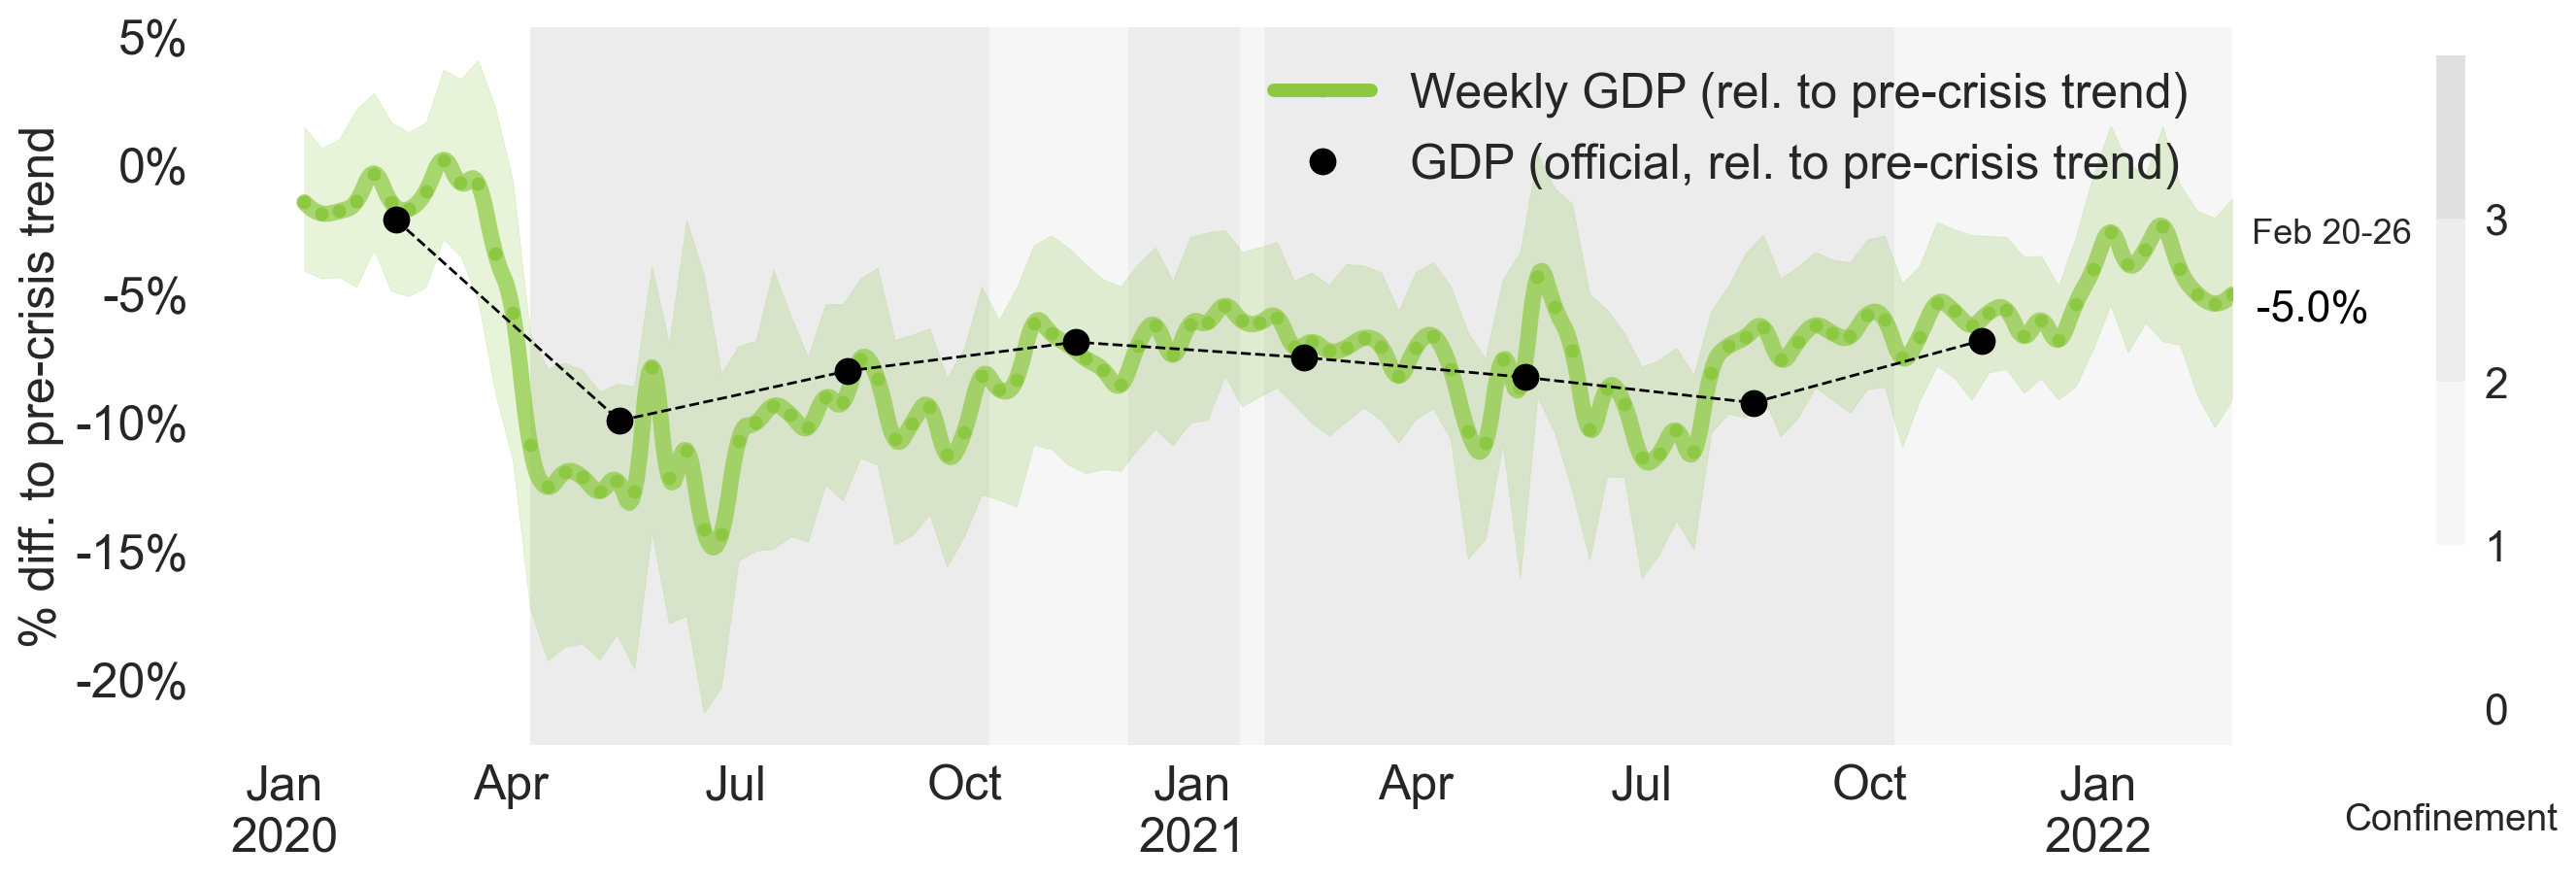 5%
0%
-5%
-10%
-15%
-20%
% diff. to pre-crisis trend
Weekly GDP (rel. to pre-crisis trend)
GDP (official, rel. to pre-crisis trend)
Feb 20-26
-5.0%
3
2
1
0
Jan Apr Jul Oct Jan Apr Jul Oct Jan
2020 2021 2022
Confinement